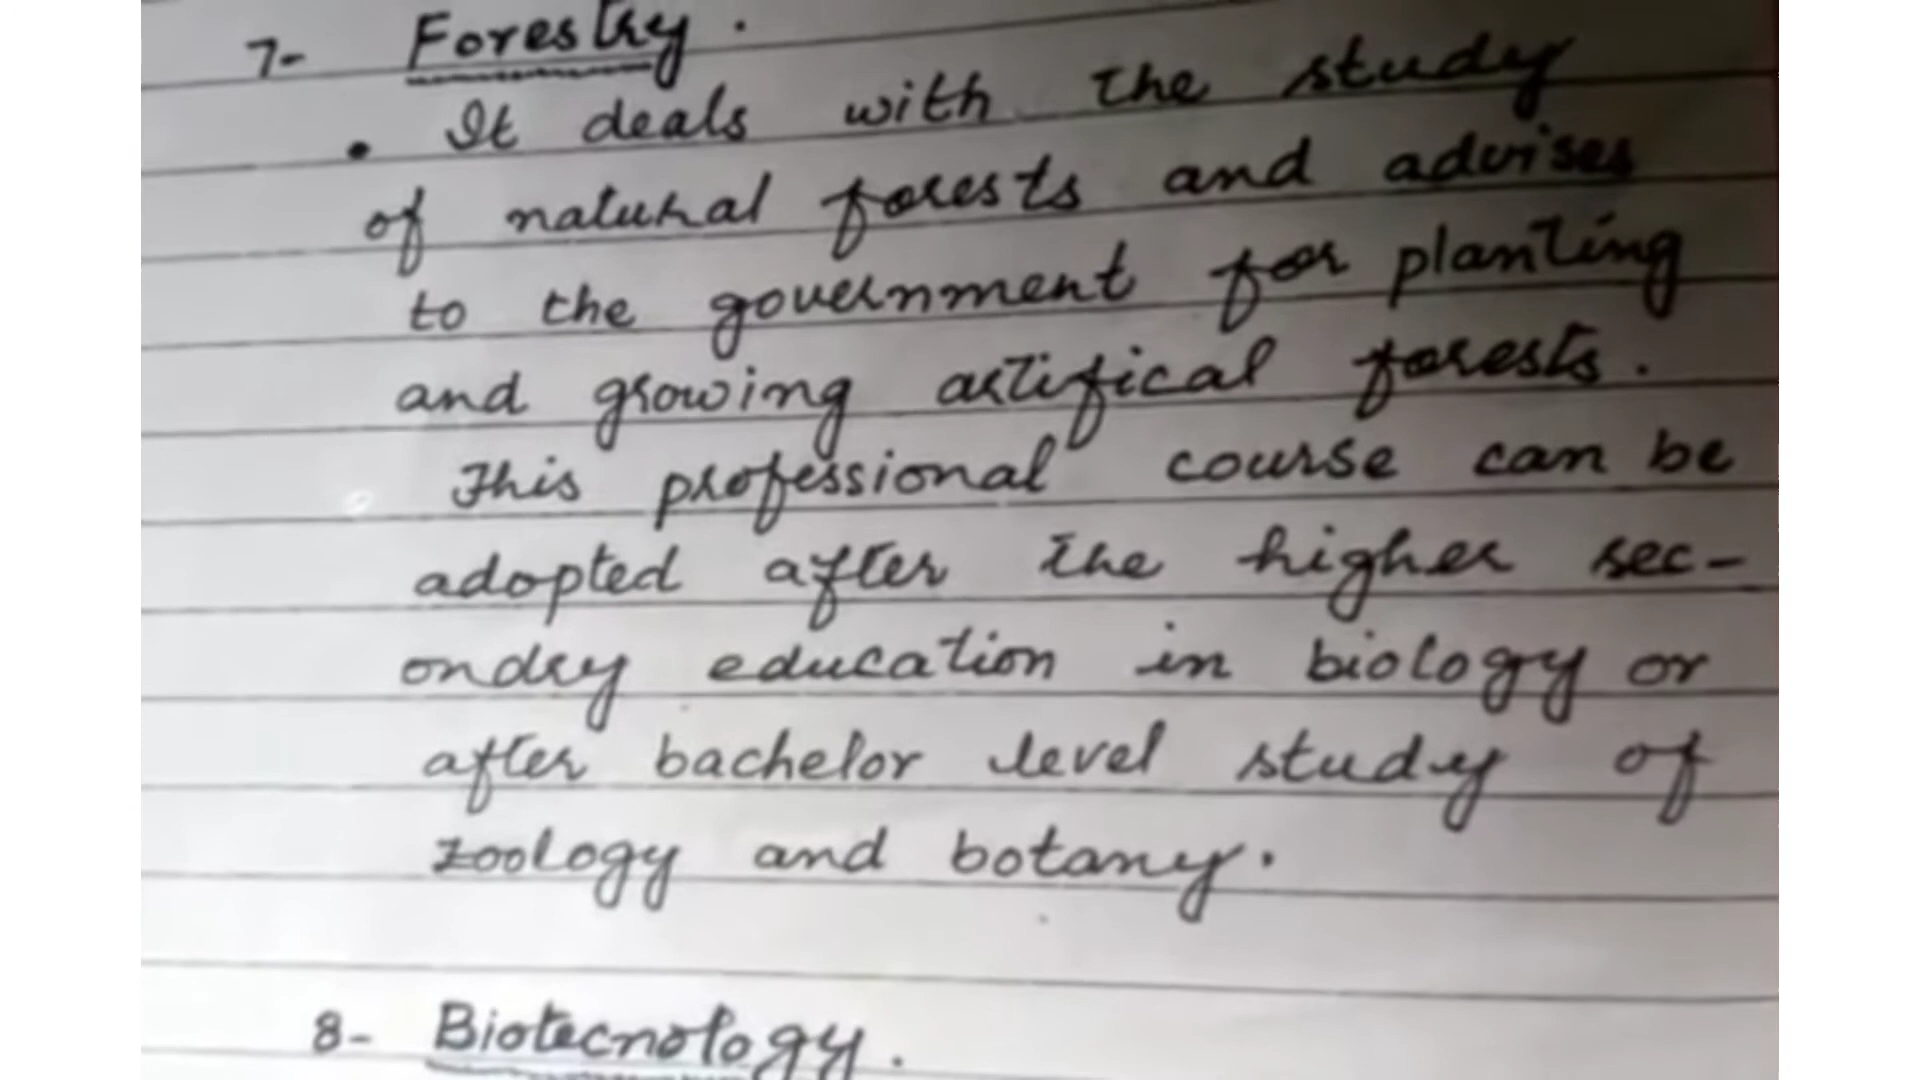 7- Forestry.
• It deals with the study
of natural forests and advises
to the government for planting
and growing artifical forests.
This professional course can be
adopted after the higher sec-
ondry education in biology or
after bachelor level study of
zoology and botany.
8- Biotecnology.